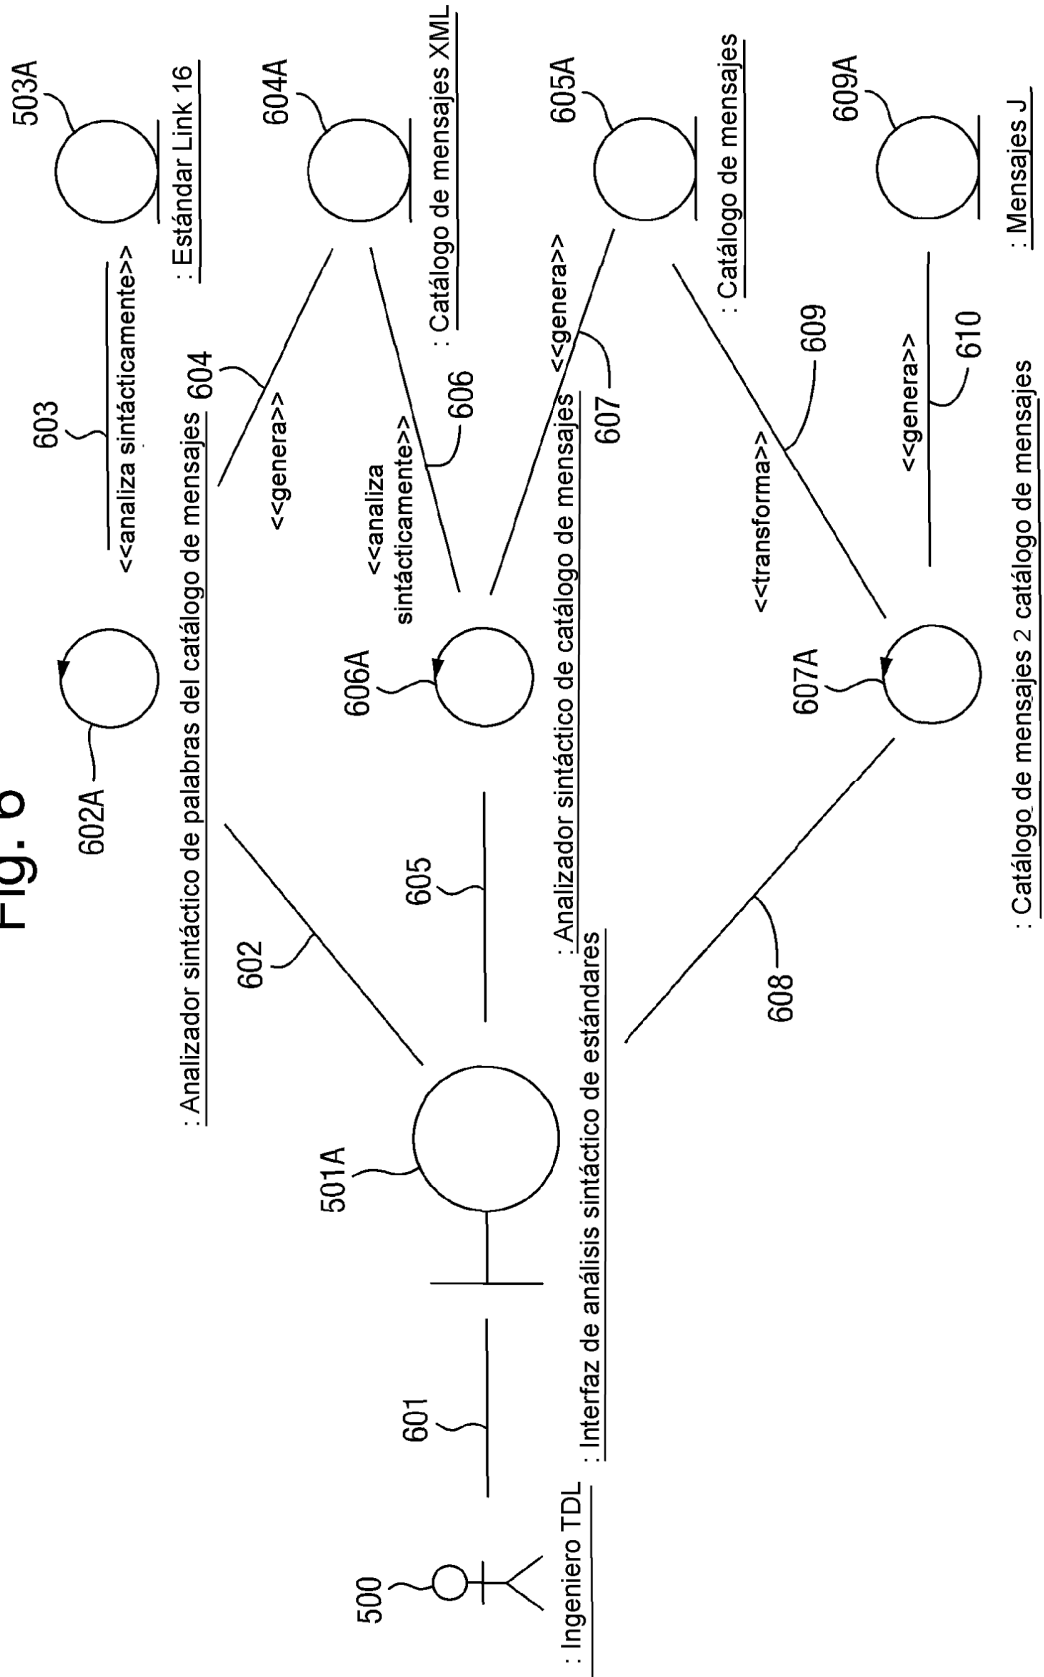 Fig. 6
503A
: Estándar Link 16
603
<<analiza sintácticamente>>
602A
: Analizador sintáctico de palabras del catálogo de mensajes
604A
: Catálogo de mensajes XML
604
<<genera>>
602
606
<<analiza
sintácticamente>>
606A
: Analizador sintáctico de catálogo de mensajes
605
605A
: Catálogo de mensajes
<<genera>>
607
501A
: Interfaz de análisis sintáctico de estándares
601
500
: Ingeniero TDL
609
<<transforma>>
607A
: Catálogo de mensajes 2 catálogo de mensajes
608
609A
: Mensajes J
<<genera>>
610